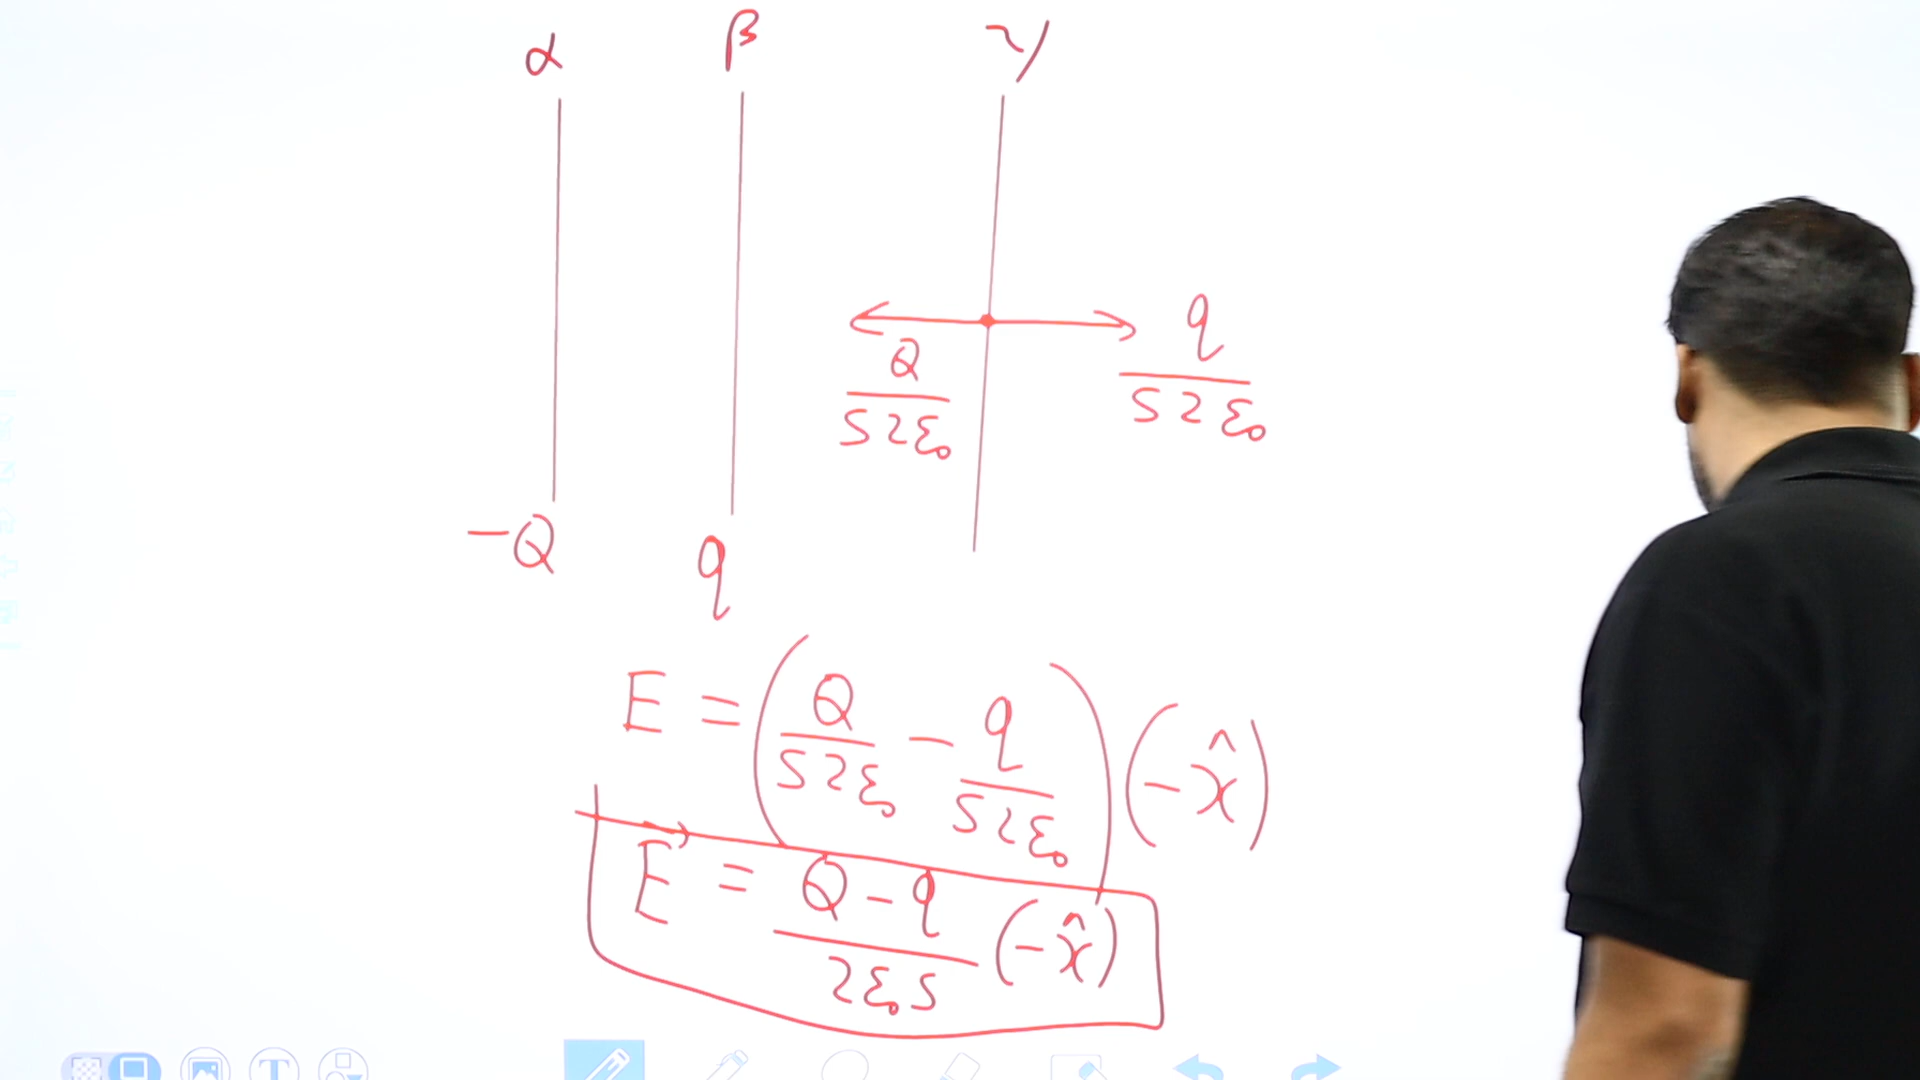 α β γ
q
Q
S2ε₀ S2ε₀
-Q q
E = (Q/S2ε₀ - q/S2ε₀)(-x̂)
E⃗ = Q-q/2ε₀S (-x̂)
T